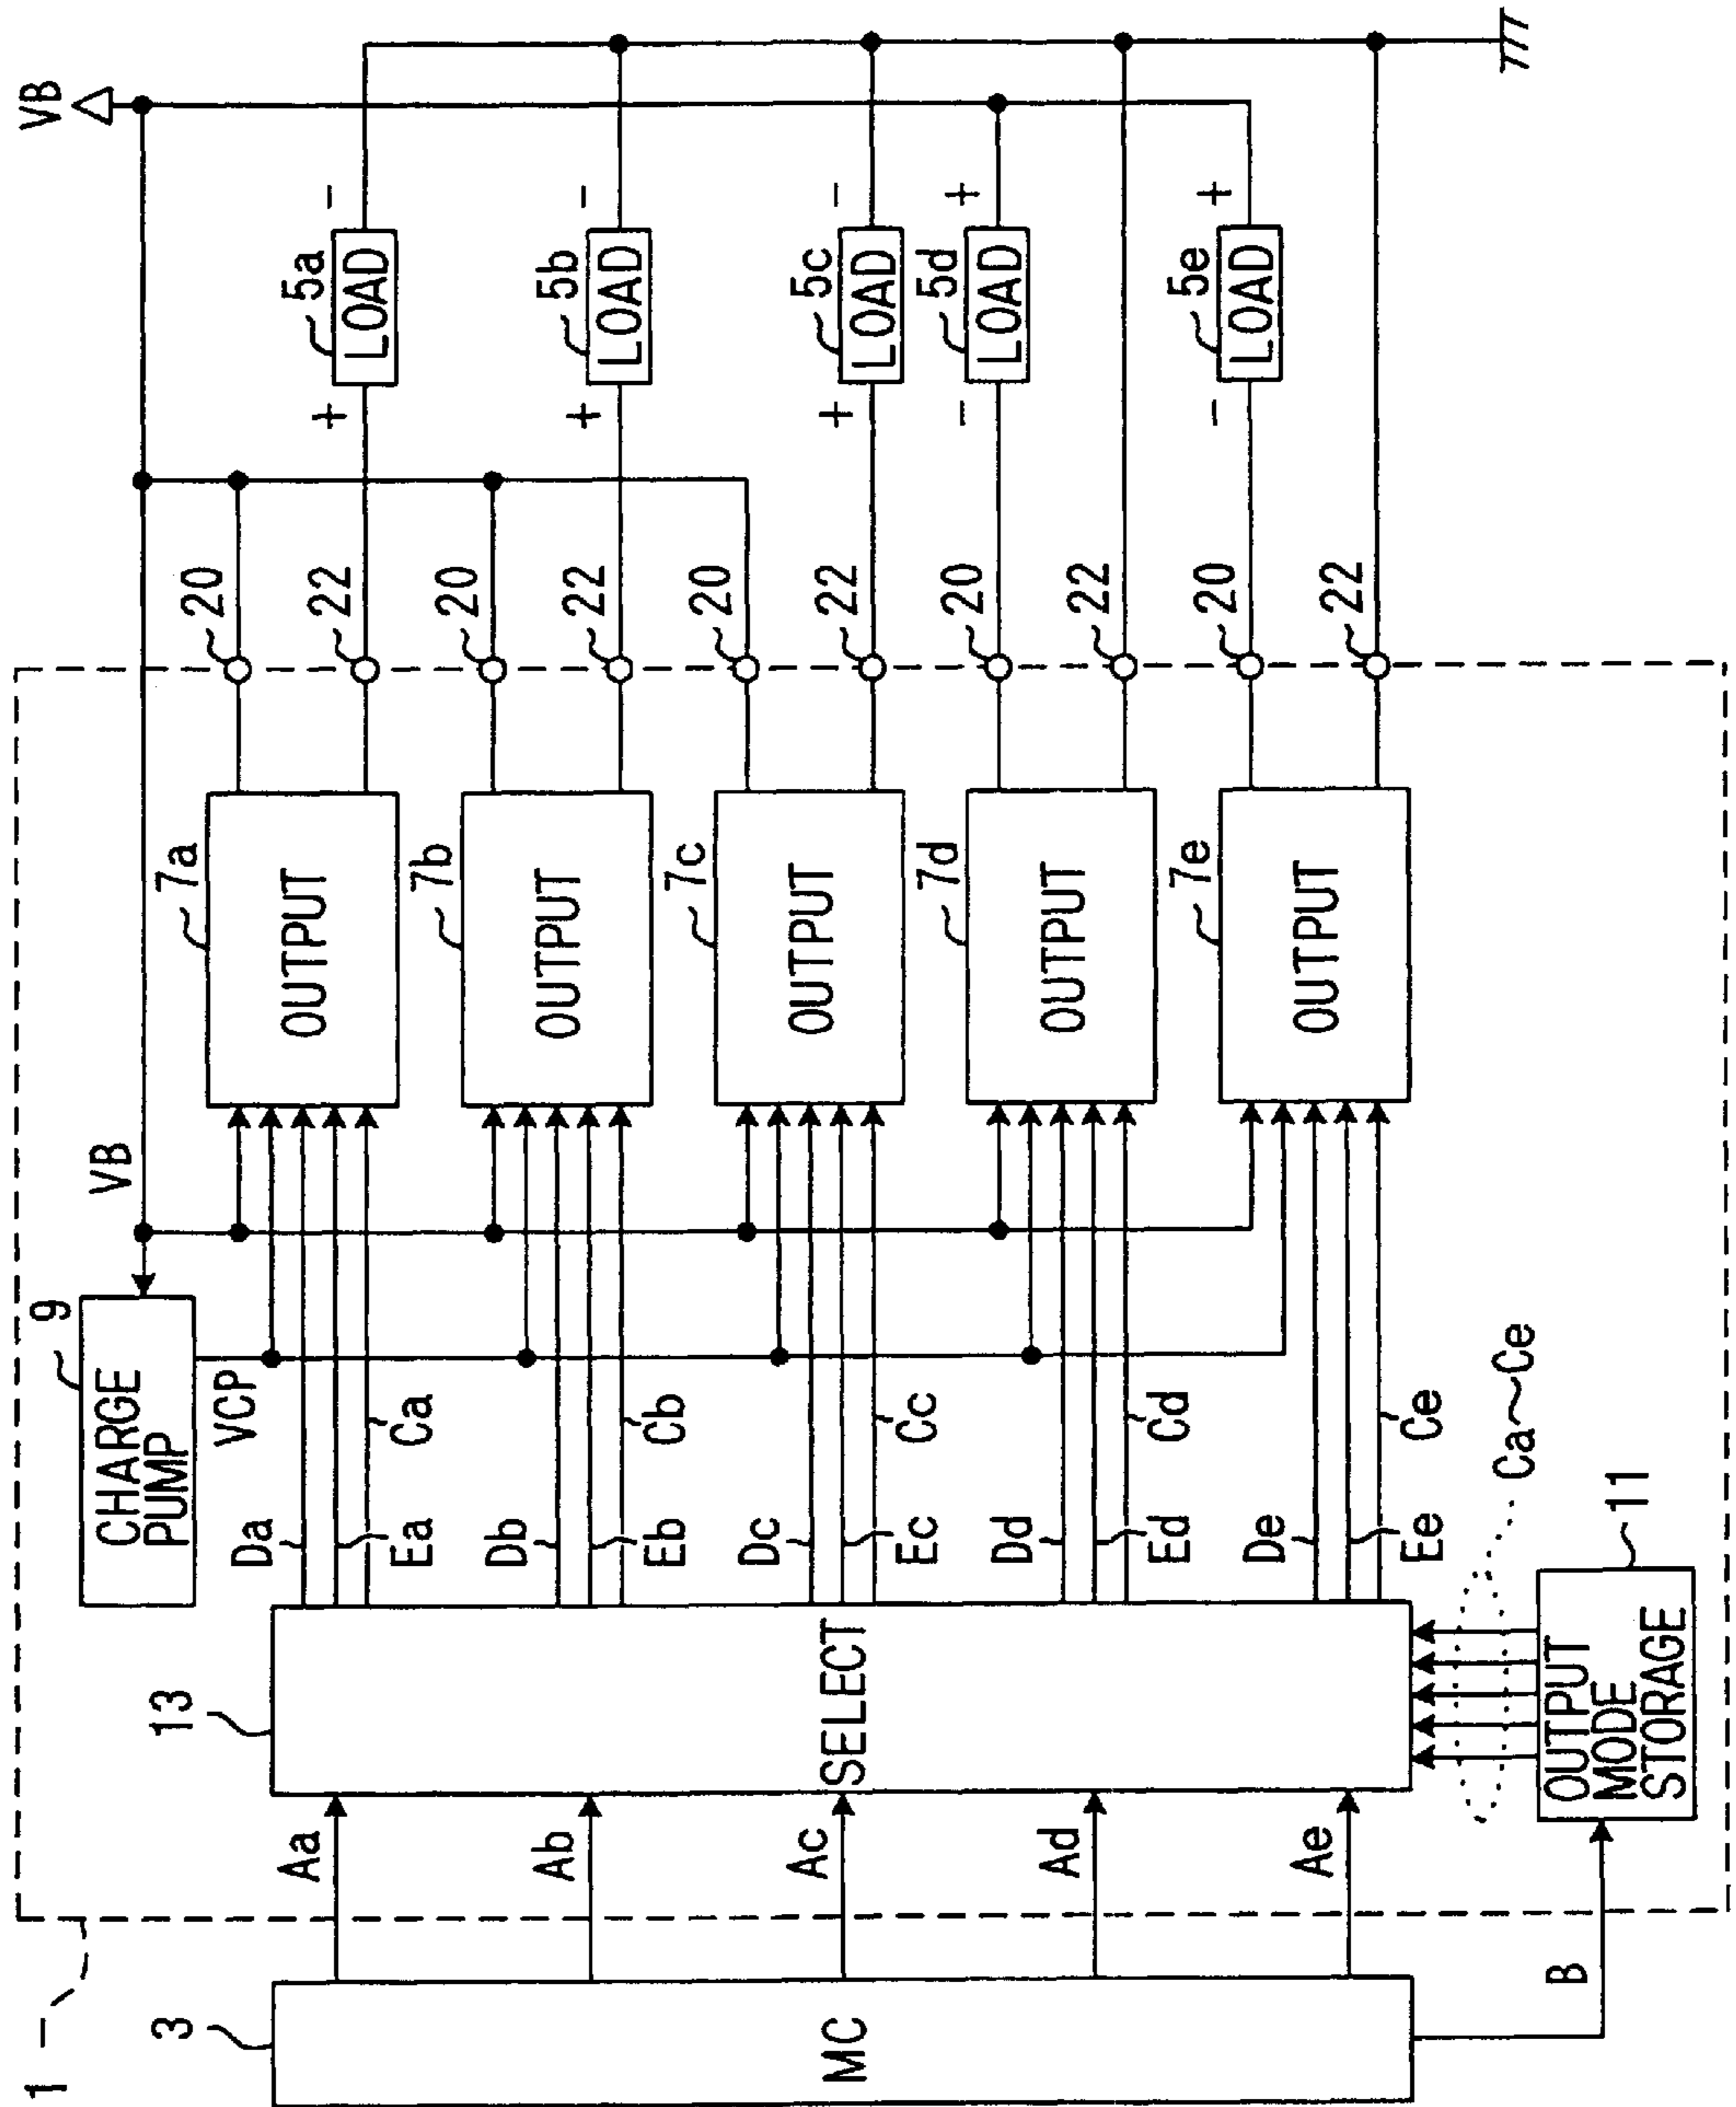 1
3
MC
B
Aa
Ab
Ac
Ad
Ae
13
SELECT
OUTPUT
MODE
STORAGE
11
Ca~Ce
9
CHARGE
PUMP
VCP
VB
Da
Ea
Ca
Db
Eb
Cb
Dc
Ec
Cc
Dd
Ed
Cd
De
Ee
Ce
7a
OUTPUT
7b
OUTPUT
7c
OUTPUT
7d
OUTPUT
7e
OUTPUT
20
22
20
22
20
22
20
22
20
22
+
5a
LOAD
-
+
5b
LOAD
-
+
5c
LOAD
-
-
5d
LOAD
+
-
5e
LOAD
+
VB